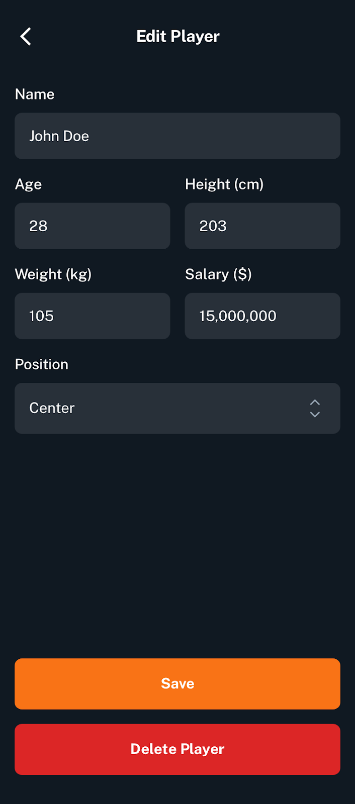 Edit Player
Name
John Doe
Age
Height (cm)
28
203
Weight (kg)
Salary ($)
105
15,000,000
Position
Center
Save
Delete Player